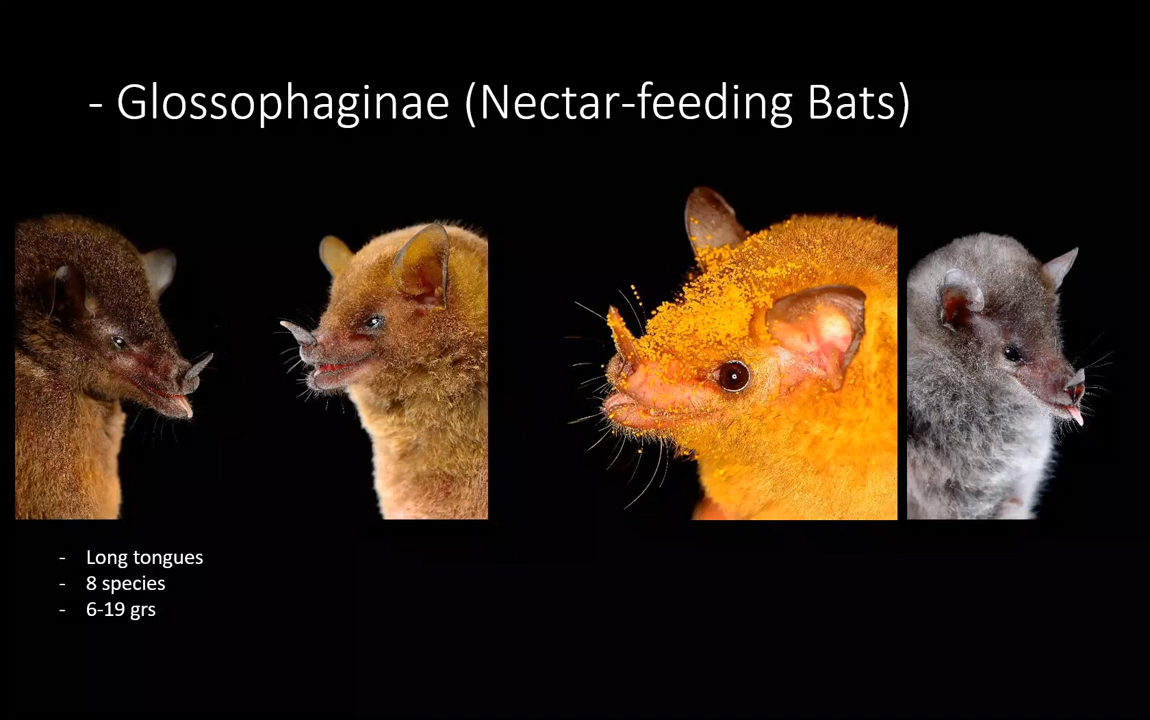 - Glossophaginae (Nectar-feeding Bats)
- Long tongues
- 8 species
- 6-19 grs